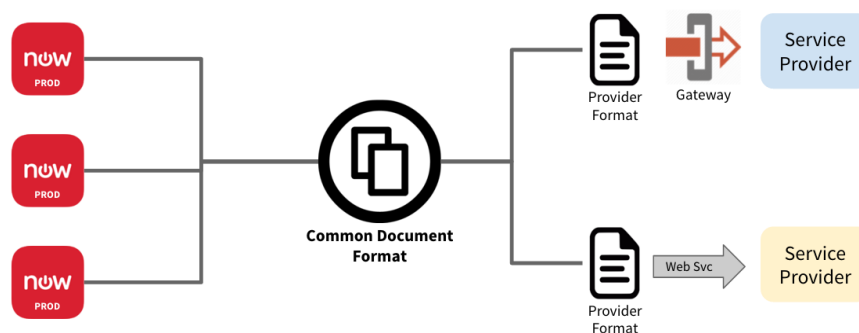 now
PROD
now
PROD
now
PROD
Common Document
Format
Provider
Format
Gateway
Service
Provider
Provider
Format
Web Svc
Service
Provider